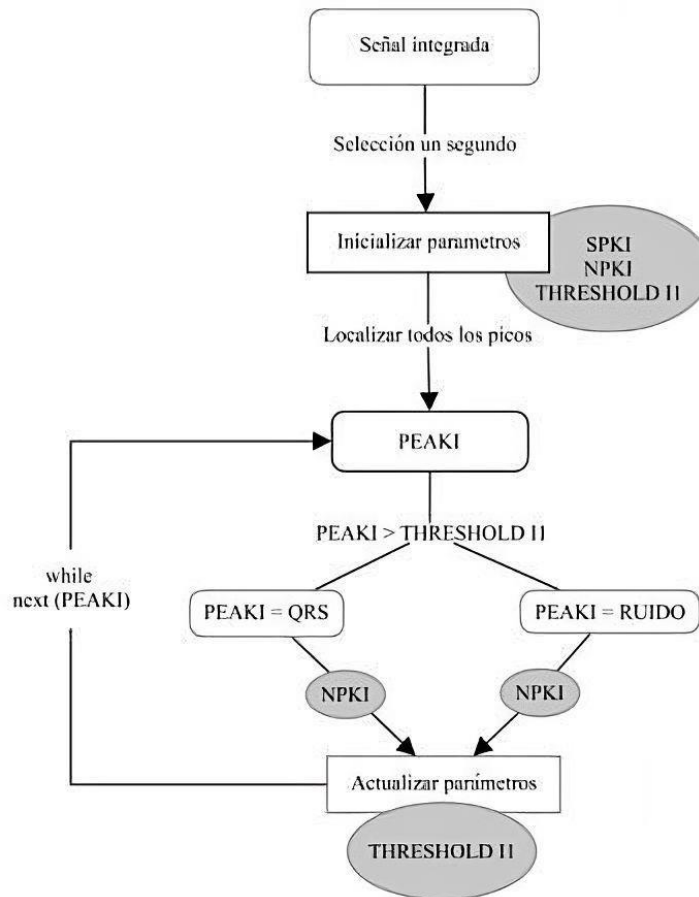 Señal integrada
Selección un segundo
Inicializar parametros
SPKI
NPKI
THRESHOLD I1
Localizar todos los picos
PEAKI
PEAKI > THRESHOLD I1
while
next (PEAKI)
PEAKI = QRS
PEAKI = RUIDO
NPKI
NPKI
Actualizar parámetros
THRESHOLD I1